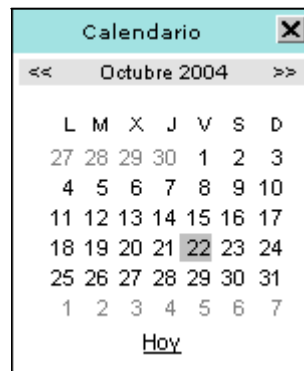 Calendario X
<< Octubre 2004 >>
L M X J V S D
27 28 29 30 1 2 3
4 5 6 7 8 9 10
11 12 13 14 15 16 17
18 19 20 21 22 23 24
25 26 27 28 29 30 31
1 2 3 4 5 6 7
Hoy